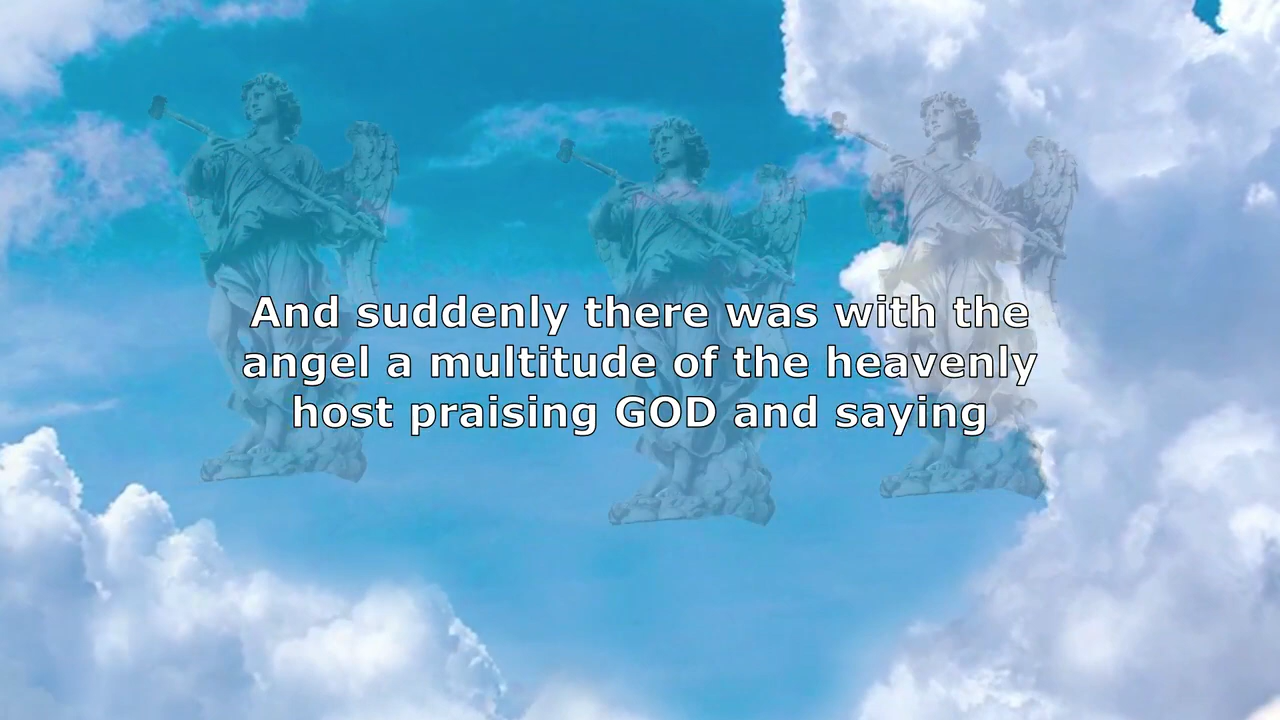 And suddenly there was with the
angel a multitude of the heavenly
host praising GOD and saying